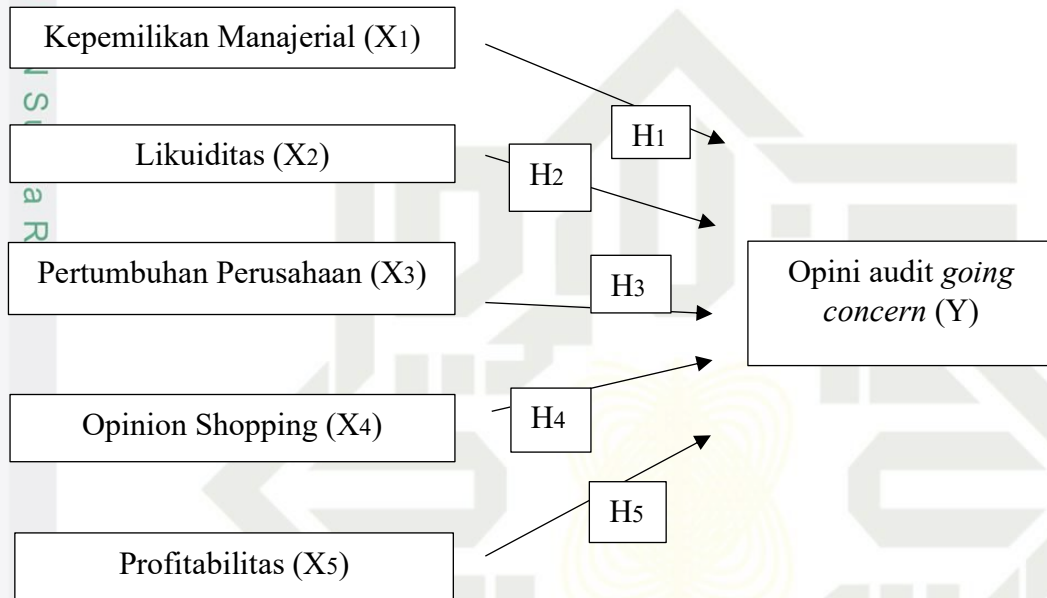 Kepemilikan Manajerial (X1)
H1
Likuiditas (X2)
H2
Pertumbuhan Perusahaan (X3)
H3
Opini audit going
concern (Y)
Opinion Shopping (X4)
H4
H5
Profitabilitas (X5)